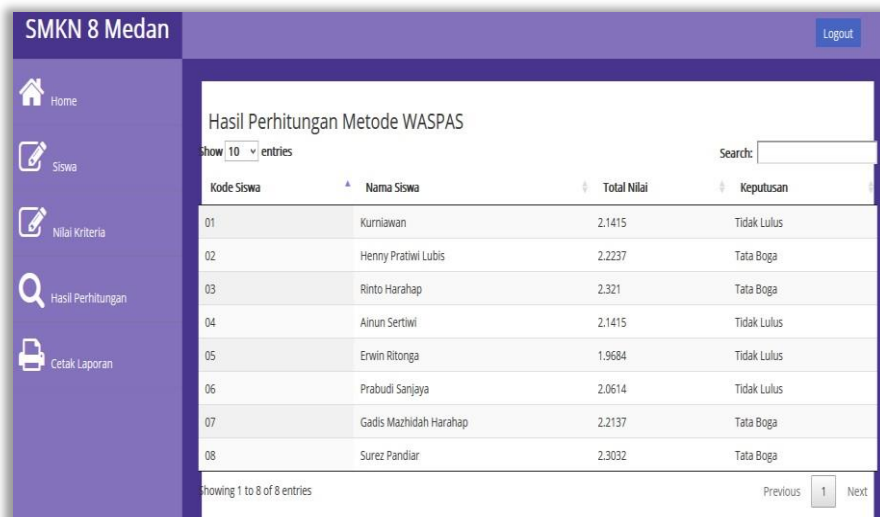 SMKN 8 Medan
Logout
Home
Siswa
Nilai Kriteria
Hasil Perhitungan
Cetak Laporan
Hasil Perhitungan Metode WASPAS
Show 10 entries
Search:
Kode Siswa Nama Siswa Total Nilai Keputusan
01 Kurniawan 2.1415 Tidak Lulus
02 Henny Pratiwi Lubis 2.2237 Tata Boga
03 Rinto Harahap 2.321 Tata Boga
04 Ainun Sertiwi 2.1415 Tidak Lulus
05 Erwin Ritonga 1.9684 Tidak Lulus
06 Prabudi Sanjaya 2.0614 Tidak Lulus
07 Gadis Mazhidah Harahap 2.2137 Tata Boga
08 Surez Pandiar 2.3032 Tata Boga
Showing 1 to 8 of 8 entries
Previous 1 Next